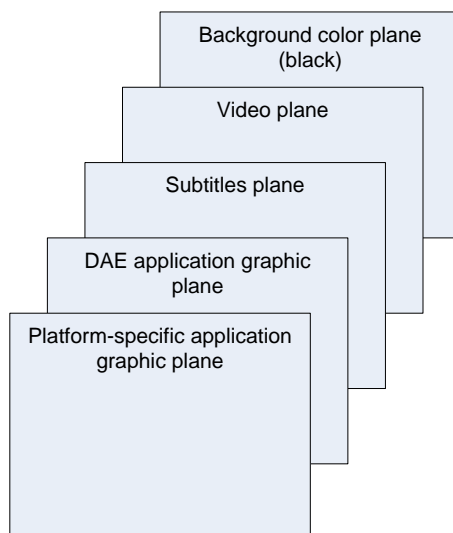 Background color plane
(black)
Video plane
Subtitles plane
DAE application graphic
plane
Platform-specific application
graphic plane